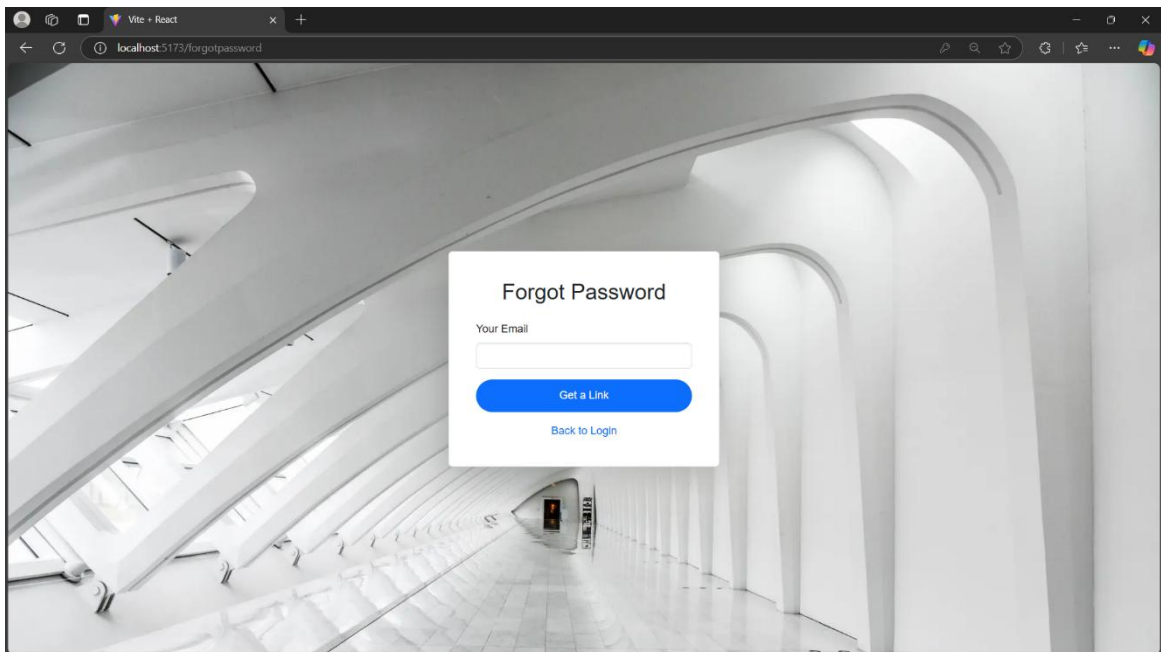 Vite + React
localhost:5173/forgotpassword
Forgot Password
Your Email
Get a Link
Back to Login